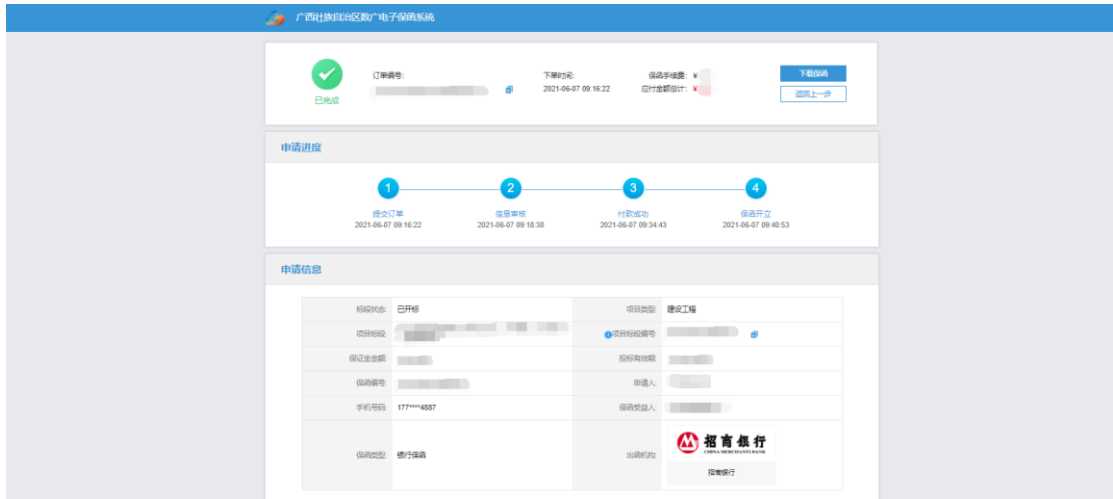 广西壮族自治区数广电子保函系统
已完成
订单编号:
下单时间:
2021-06-07 09:16:22
保函手续费: ¥
应付金额总计: ¥
下载保函
返回上一步
申请进度
1 2 3 4
提交订单 信息审核 付款成功 保函开立
2021-06-07 09:16:22 2021-06-07 09:18:38 2021-06-07 09:34:43 2021-06-07 09:40:53
申请信息
标段状态: 已开标 项目类型: 建设工程
项目标段: 项目标段编号:
保证金金额: 投标有效期:
保函编号: 申请人:
手机号码: 177****4887 保函受益人:
保函类型: 银行保函 出函机构:
招商银行
CHINA MERCHANTS BANK
招商银行